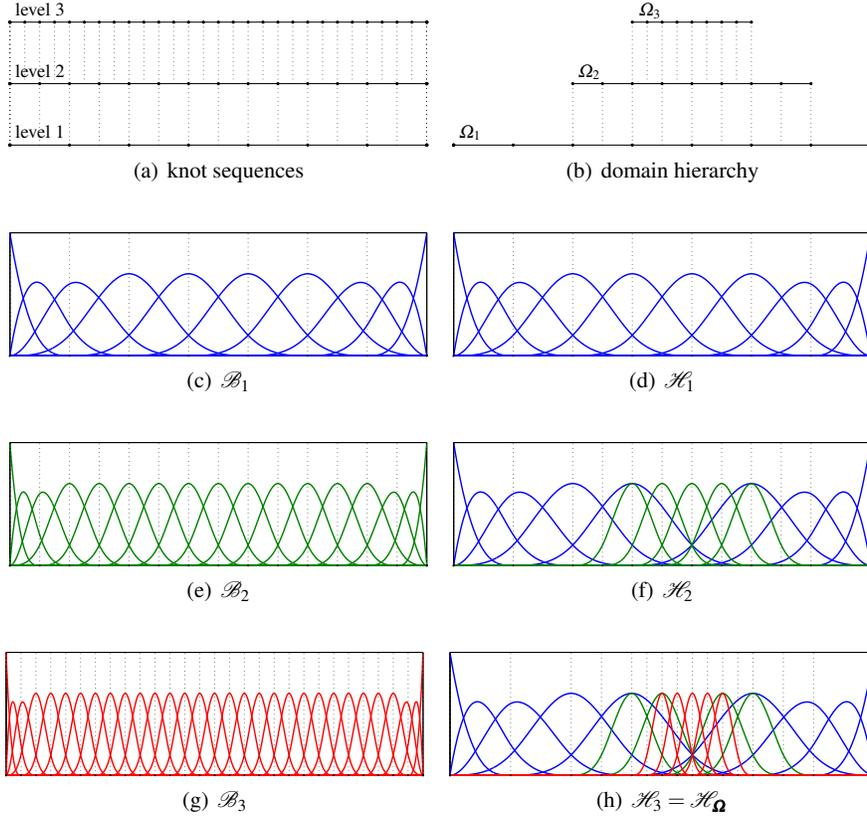 level 3
level 2
level 1
(a) knot sequences
Ω₃
Ω₂
Ω₁
(b) domain hierarchy
(c) ℬ₁
(d) ℋ₁
(e) ℬ₂
(f) ℋ₂
(g) ℬ₃
(h) ℋ₃ = ℋ_Ω